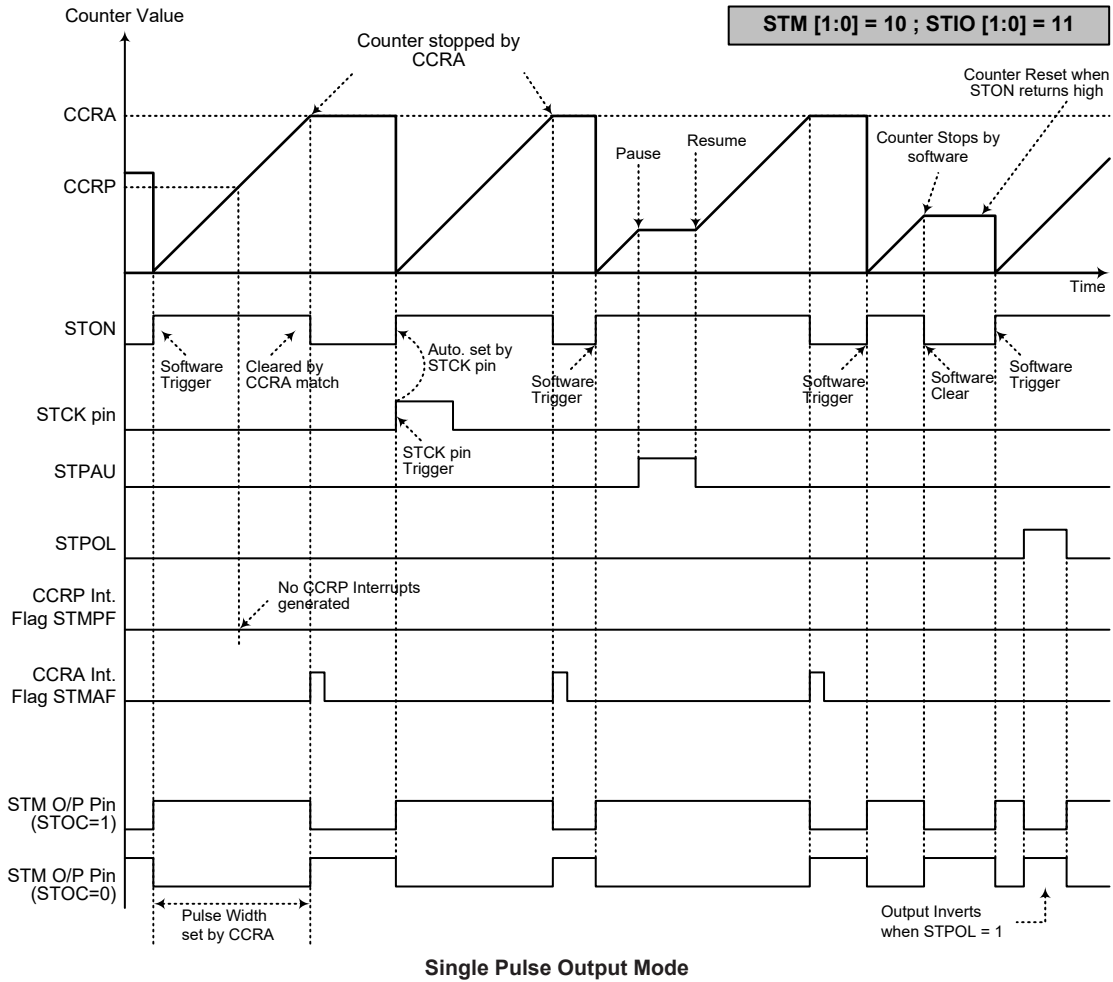 Counter Value
STM [1:0] = 10 ; STIO [1:0] = 11
Counter stopped by
CCRA
Counter Reset when
STON returns high
CCRA
Pause
Resume
Counter Stops by
software
CCRP
Time
STON
Software
Trigger
Cleared by
CCRA match
Auto. set by
STCK pin
Software
Trigger
Software
Trigger
Software
Clear
Software
Trigger
STCK pin
STCK pin
Trigger
STPAU
STPOL
CCRP Int.
Flag STMPF
No CCRP Interrupts
generated
CCRA Int.
Flag STMAF
STM O/P Pin
(STOC=1)
STM O/P Pin
(STOC=0)
Pulse Width
set by CCRA
Output Inverts
when STPOL = 1
Single Pulse Output Mode